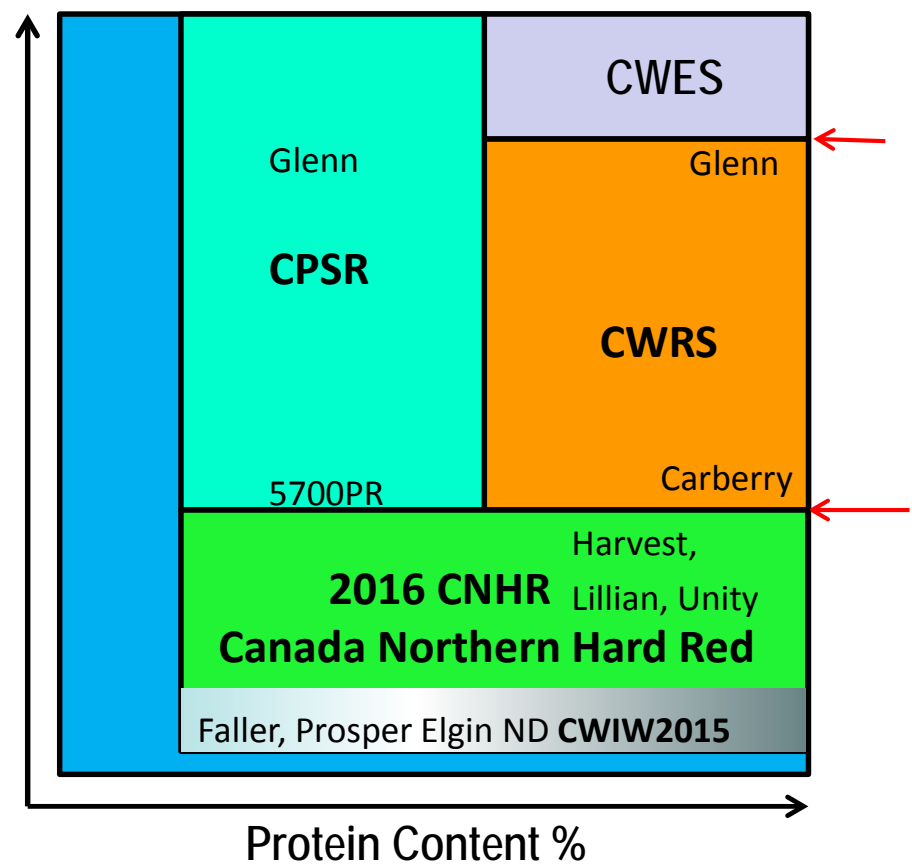 CWES
Glenn
Glenn
CPSR
CWRS
Carberry
5700PR
Harvest,
2016 CNHR Lillian, Unity
Canada Northern Hard Red
Faller, Prosper Elgin ND CWIW2015
Protein Content %